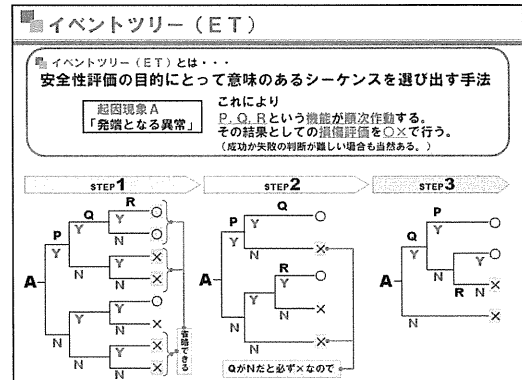 イベントツリー(ET)
イベントツリー(ET)とは・・・
安全性評価の目的にとって意味のあるシーケンスを選び出す手法
起因現象A
「発端となる異常」
これにより
P,Q,Rという機能が順次作動する。
その結果としての損傷評価を○×で行う。
(成功か失敗の判断が難しい場合も当然ある。)
STEP1
P
Q
R
A
Y
Y
Y
○
N
○
N
Y
×
N
×
N
Y
Y
○
N
×
N
Y
×
N
×
省略できる
STEP2
P
Q
A
Y
Y
○
N
×
R
N
Y
Y
○
N
×
N
×
QがNだと必ず×なので
STEP3
Q
P
A
Y
Y
○
N
Y
○
R
N
×
N
×